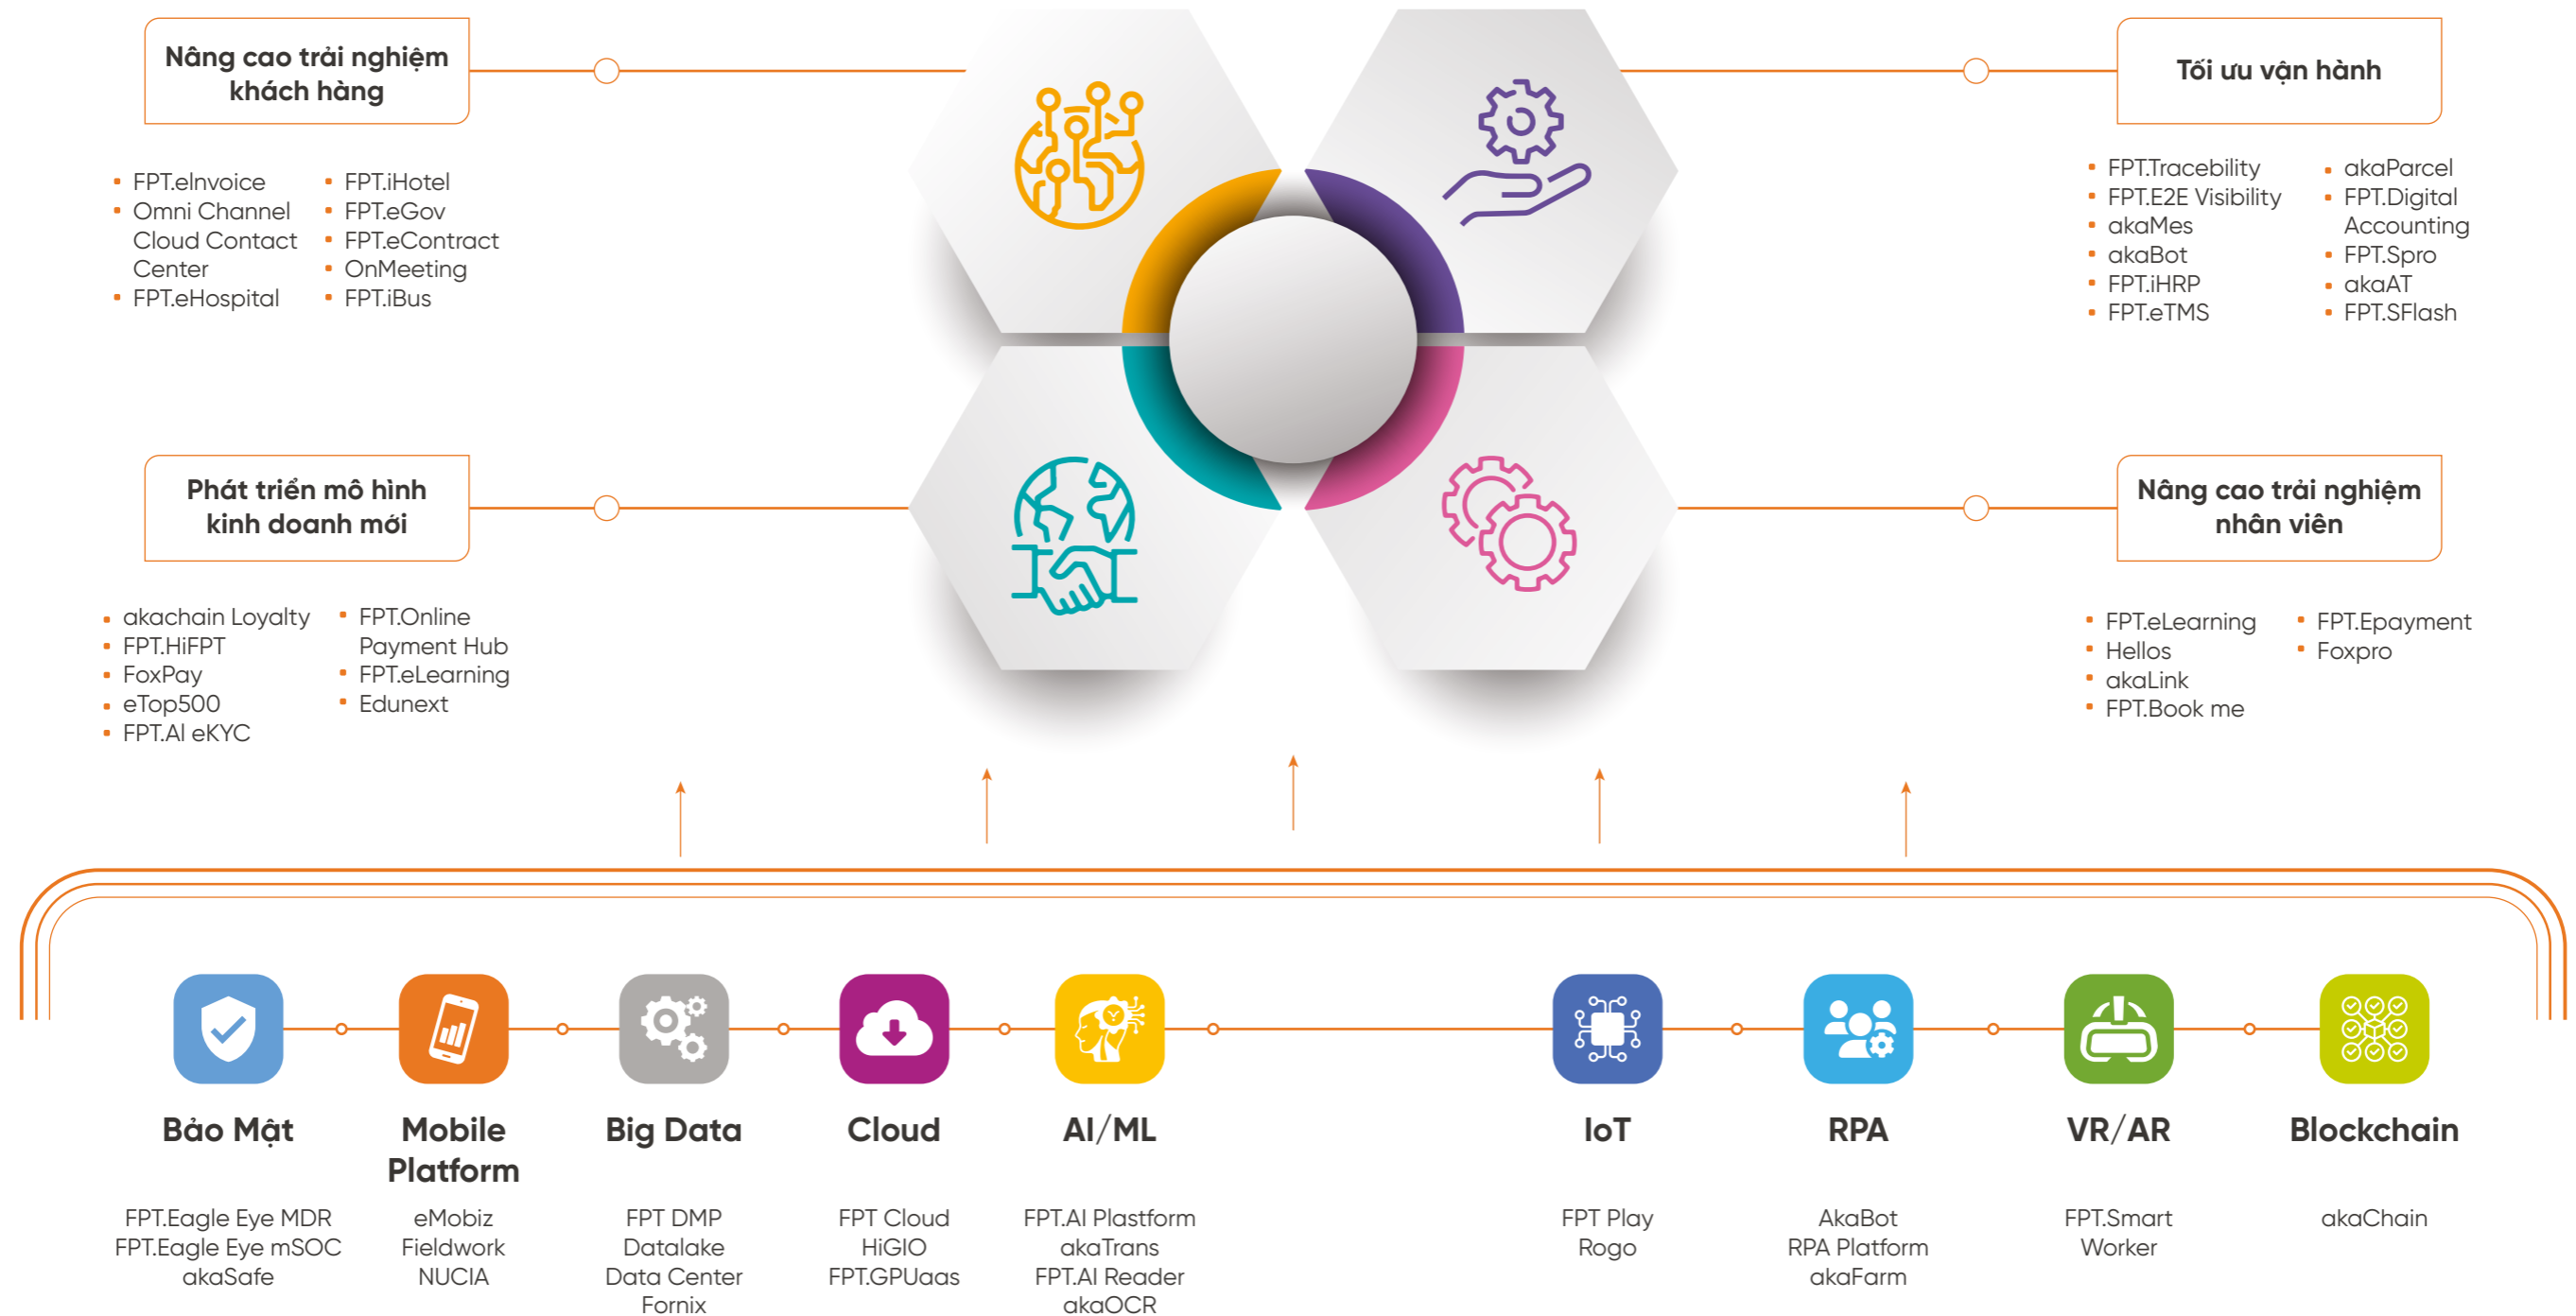 Nâng cao trải nghiệm
khách hàng
FPT.eInvoice
Omni Channel
Cloud Contact
Center
FPT.eHospital
FPT.iHotel
FPT.eGov
FPT.eContract
OnMeeting
FPT.iBus
Tối ưu vận hành
FPT.Tracebility
FPT.E2E Visibility
akaMes
akaBot
FPT.iHRP
FPT.eTMS
akaParcel
FPT.Digital
Accounting
FPT.Spro
akaAT
FPT.SFlash
Phát triển mô hình
kinh doanh mới
akachain Loyalty
FPT.HiFPT
FoxPay
eTop500
FPT.AI eKYC
FPT.Online
Payment Hub
FPT.eLearning
Edunext
Nâng cao trải nghiệm
nhân viên
FPT.eLearning
Hellos
akaLink
FPT.Book me
FPT.Epayment
Foxpro
Bảo Mật
FPT.Eagle Eye MDR
FPT.Eagle Eye mSOC
akaSafe
Mobile
Platform
eMobiz
Fieldwork
NUCIA
Big Data
FPT DMP
Datalake
Data Center
Fornix
Cloud
FPT Cloud
HiGIO
FPT.GPUaas
AI/ML
FPT.AI Plastform
akaTrans
FPT.AI Reader
akaOCR
IoT
FPT Play
Rogo
RPA
AkaBot
RPA Platform
akaFarm
VR/AR
FPT.Smart
Worker
Blockchain
akaChain